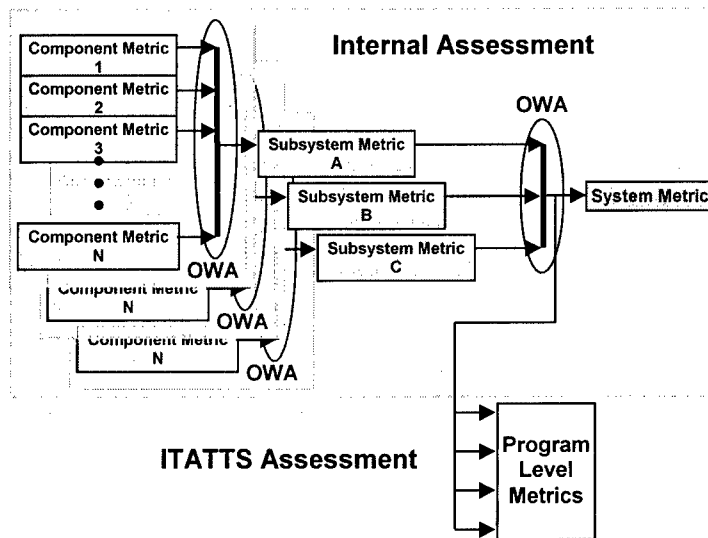 Internal Assessment
Component Metric
1
Component Metric
2
Component Metric
3
Component Metric
N
OWA
Component Metric
N
OWA
Component Metric
N
OWA
Subsystem Metric
A
Subsystem Metric
B
Subsystem Metric
C
OWA
System Metric
ITATTS Assessment
Program
Level
Metrics